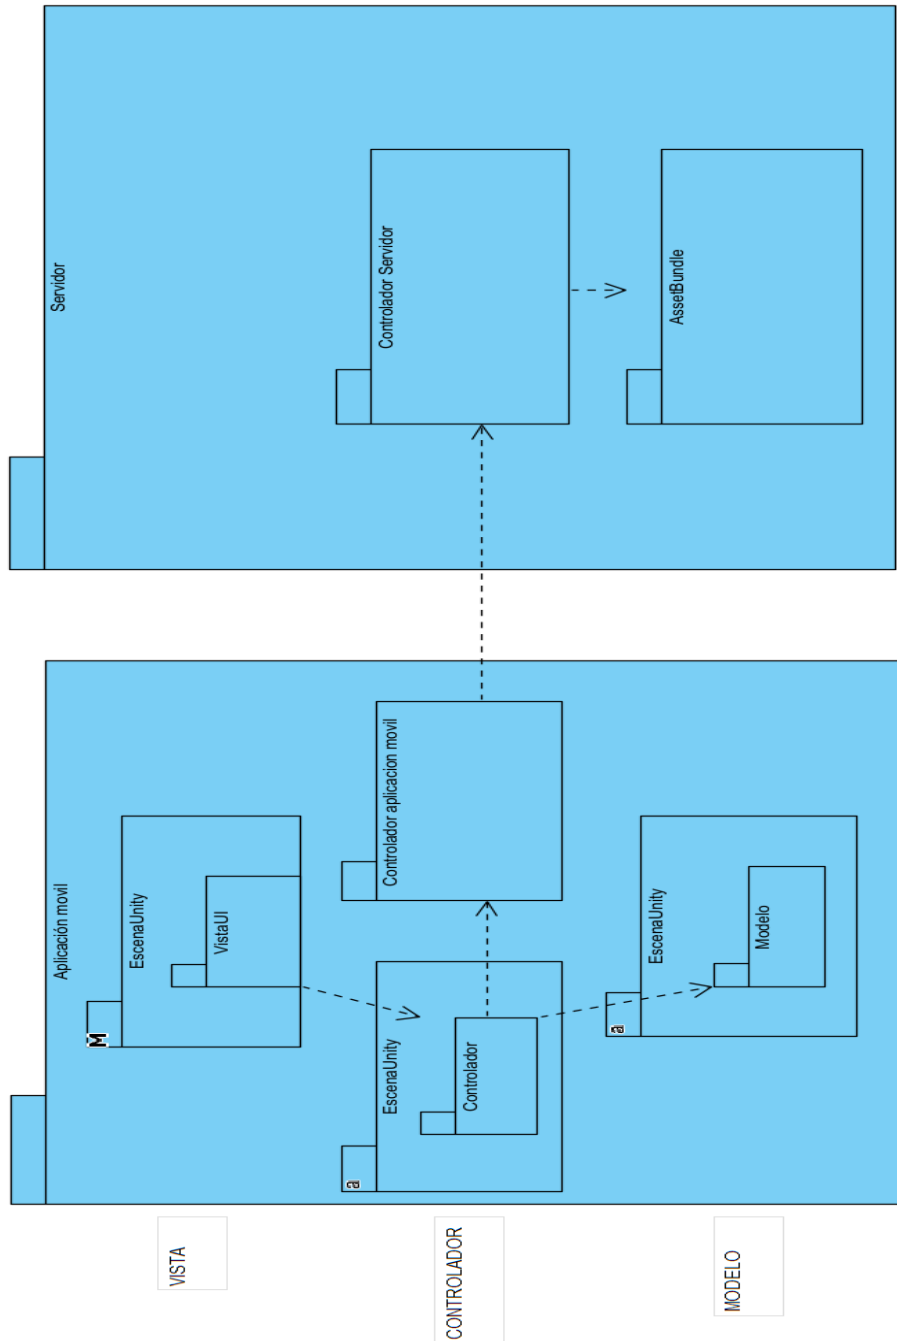 Aplicación movil
Servidor
M
EscenaUnity
VISTA
VistaUI
a
EscenaUnity
Controlador aplicacion movil
Controlador Servidor
CONTROLADOR
Controlador
a
EscenaUnity
AssetBundle
MODELO
Modelo